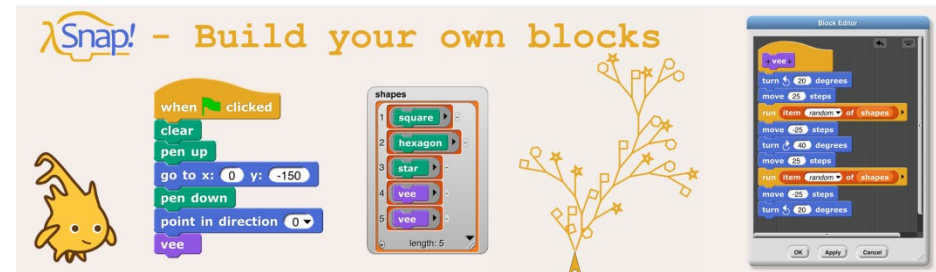 λSnap! - Build your own blocks
when clicked
clear
pen up
go to x: 0 y: -150
pen down
point in direction 0
vee
shapes
1 square
2 hexagon
3 star
4 vee
5 vee
length: 5
Block Editor
+ vee +
turn 20 degrees
move 25 steps
run item random of shapes
move -25 steps
turn 40 degrees
move 25 steps
run item random of shapes
move -25 steps
turn 20 degrees
OK Apply Cancel